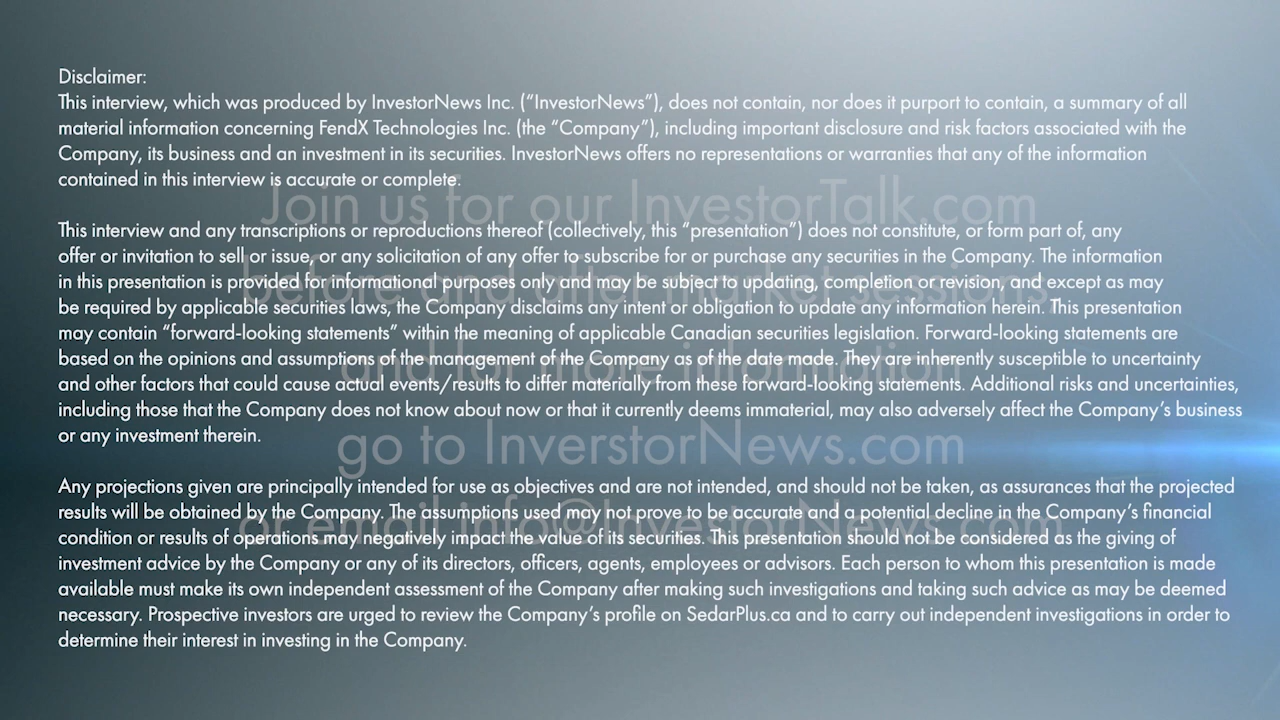 Disclaimer:
This interview, which was produced by InvestorNews Inc. (“InvestorNews”), does not contain, nor does it purport to contain, a summary of all
material information concerning FendX Technologies Inc. (the “Company”), including important disclosure and risk factors associated with the
Company, its business and an investment in its securities. InvestorNews offers no representations or warranties that any of the information
contained in this interview is accurate or complete.
This interview and any transcriptions or reproductions thereof (collectively, this “presentation”) does not constitute, or form part of, any
offer or invitation to sell or issue, or any solicitation of any offer to subscribe for or purchase any securities in the Company. The information
in this presentation is provided for informational purposes only and may be subject to updating, completion or revision, and except as may
be required by applicable securities laws, the Company disclaims any intent or obligation to update any information herein. This presentation
may contain “forward-looking statements” within the meaning of applicable Canadian securities legislation. Forward-looking statements are
based on the opinions and assumptions of the management of the Company as of the date made. They are inherently susceptible to uncertainty
and other factors that could cause actual events/results to differ materially from these forward-looking statements. Additional risks and uncertainties,
including those that the Company does not know about now or that it currently deems immaterial, may also adversely affect the Company’s business
or any investment therein.
Any projections given are principally intended for use as objectives and are not intended, and should not be taken, as assurances that the projected
results will be obtained by the Company. The assumptions used may not prove to be accurate and a potential decline in the Company’s financial
condition or results of operations may negatively impact the value of its securities. This presentation should not be considered as the giving of
investment advice by the Company or any of its directors, officers, agents, employees or advisors. Each person to whom this presentation is made
available must make its own independent assessment of the Company after making such investigations and taking such advice as may be deemed
necessary. Prospective investors are urged to review the Company’s profile on SedarPlus.ca and to carry out independent investigations in order to
determine their interest in investing in the Company.
Join us for our InvestorTalk.com
before and after market sessions
and for more information
go to InverstorNews.com
or email Info@InvestorNews.com